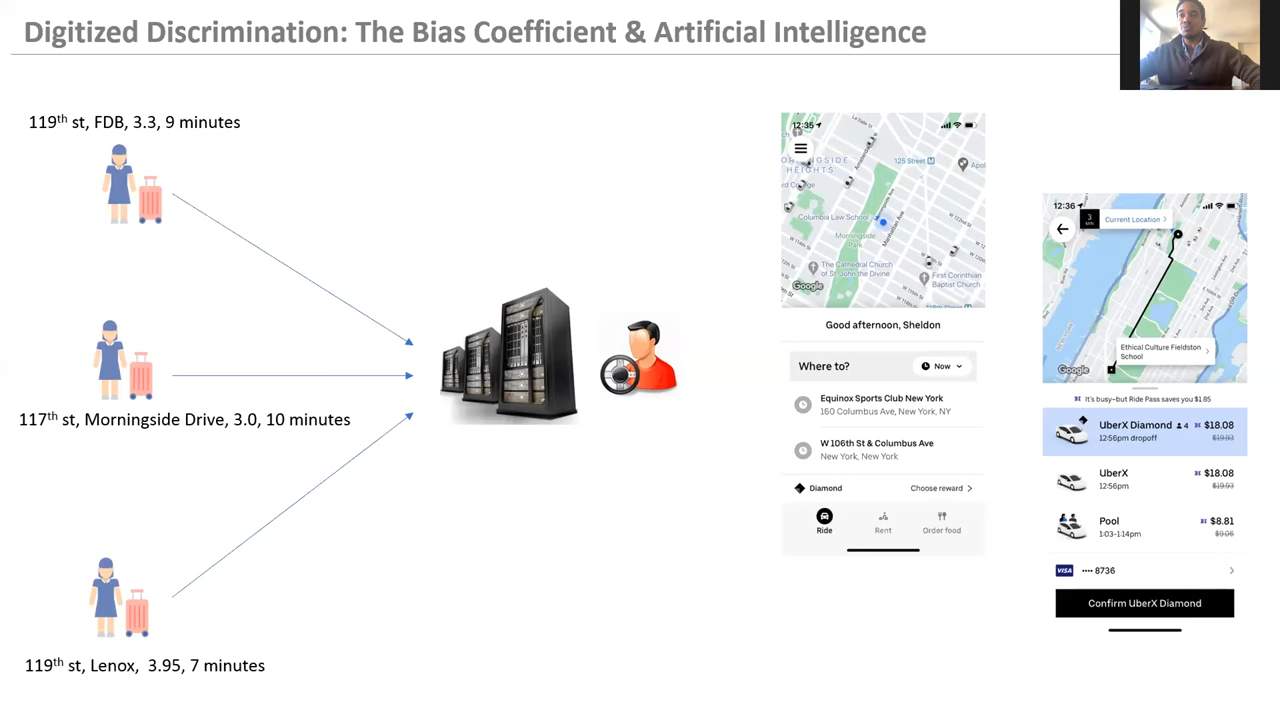 Digitized Discrimination: The Bias Coefficient & Artificial Intelligence
119th st, FDB, 3.3, 9 minutes
117th st, Morningside Drive, 3.0, 10 minutes
119th st, Lenox, 3.95, 7 minutes
12:35
MORNINGSIDE
HEIGHTS
125 Street
Columbia Law School
Morningside
Park
Manhattan Ave
W 122nd St
The Cathedral Church
of St. John the Divine
First Corinthian
Baptist Church
Google
Good afternoon, Sheldon
Where to?
Now
Equinox Sports Club New York
160 Columbus Ave, New York, NY
W 106th St & Columbus Ave
New York, New York
Diamond
Choose reward
Ride
Rent
Order food
12:36
3
MIN
Current Location
Ethical Culture Fieldston
School
Google
It's busy–but Ride Pass saves you $1.85
UberX Diamond 4 $18.08
12:56pm dropoff $19.93
UberX $18.08
12:56pm $19.93
Pool $8.81
1:03-1:14pm $9.06
VISA •••• 8736
Confirm UberX Diamond